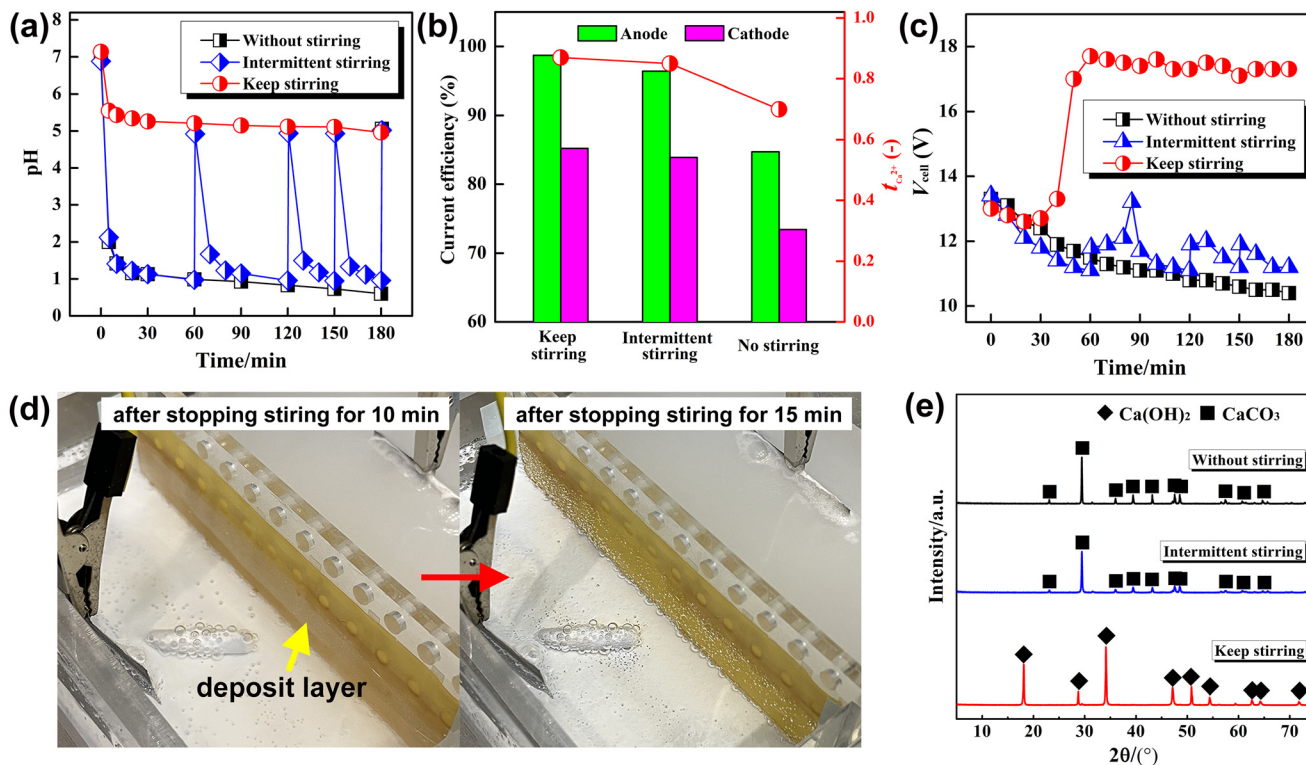 (a)
8
7
6
5
4
3
2
1
0
pH
Without stirring
Intermittent stirring
Keep stirring
0 30 60 90 120 150 180
Time/min
(b)
Anode Cathode
100
90
80
70
60
Current efficiency (%)
1.0
0.8
0.6
0.4
0.2
0.0
t Ca²⁺ (-)
Keep stirring
Intermittent stirring
No stirring
(c)
18
16
14
12
10
Vcell (V)
Without stirring
Intermittent stirring
Keep stirring
0 30 60 90 120 150 180
Time/min
(d)
after stopping stiring for 10 min
after stopping stiring for 15 min
deposit layer
(e)
Ca(OH)₂ CaCO₃
Without stirring
Intermittent stirring
Keep stirring
Intensity/a.u.
10 20 30 40 50 60 70
2θ/(°)